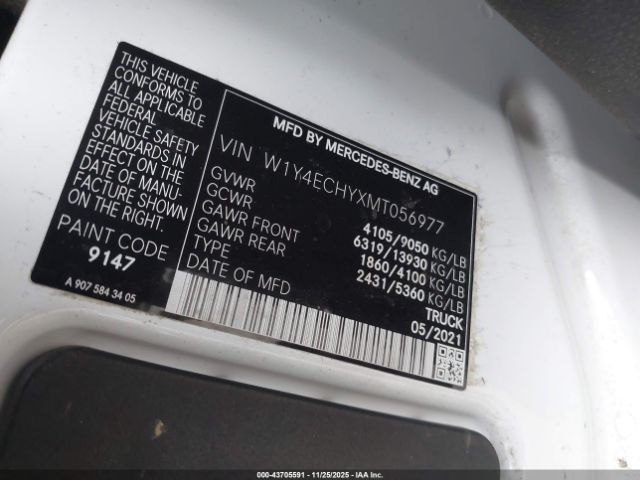 THIS VEHICLE
CONFORMS TO
ALL APPLICABLE
FEDERAL
VEHICLE SAFETY
STANDARDS IN
EFFECT ON THE
DATE OF MANU-
FACTURE SHOWN
ON THE RIGHT.
PAINT CODE
9147
A 907 584 34 05
MFD BY MERCEDES-BENZ AG
VIN W1Y4ECHYXMT056977
GVWR 4105/9050 KG/LB
GCWR 6319/13930 KG/LB
GAWR FRONT 1860/4100 KG/LB
GAWR REAR 2431/5360 KG/LB
TYPE TRUCK
DATE OF MFD 05/2021
000-43705591 - 11/25/2025 - IAAI.com